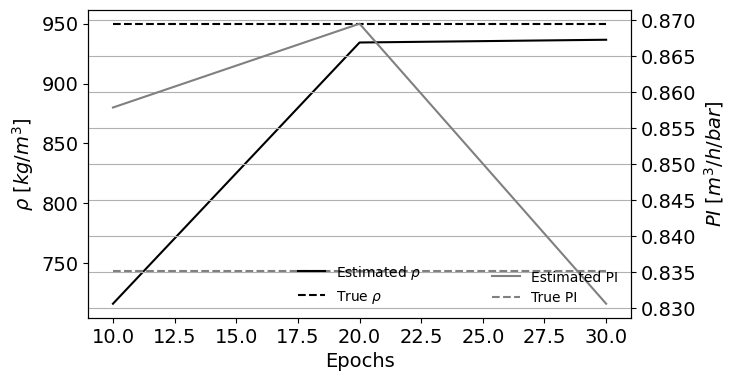 950
900
850
800
750
ρ [kg/m³]
0.870
0.865
0.860
0.855
0.850
0.845
0.840
0.835
0.830
PI [m³/h/bar]
Estimated ρ
True ρ
Estimated PI
True PI
10.0 12.5 15.0 17.5 20.0 22.5 25.0 27.5 30.0
Epochs